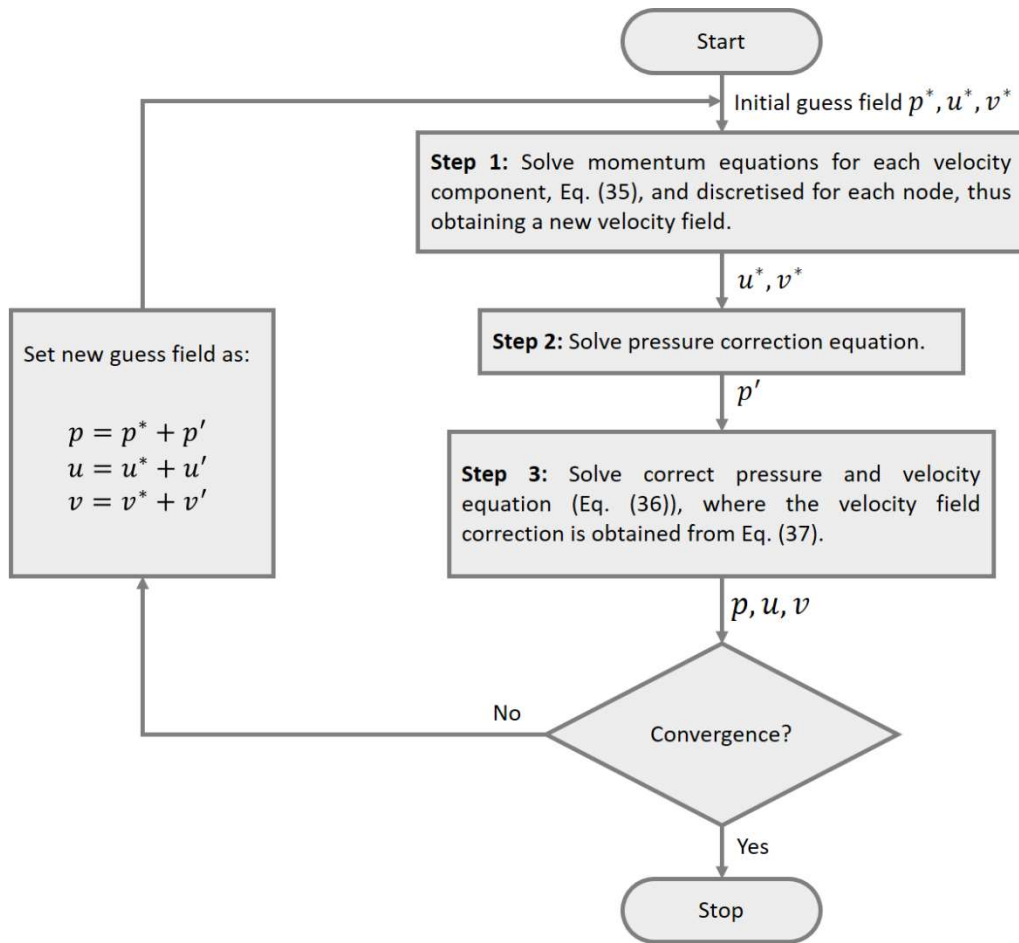 Start
Initial guess field p*, u*, v*
Step 1: Solve momentum equations for each velocity
component, Eq. (35), and discretised for each node, thus
obtaining a new velocity field.
u*, v*
Step 2: Solve pressure correction equation.
p′
Step 3: Solve correct pressure and velocity
equation (Eq. (36)), where the velocity field
correction is obtained from Eq. (37).
p, u, v
Convergence?
No
Set new guess field as:
p = p* + p′
u = u* + u′
v = v* + v′
Yes
Stop